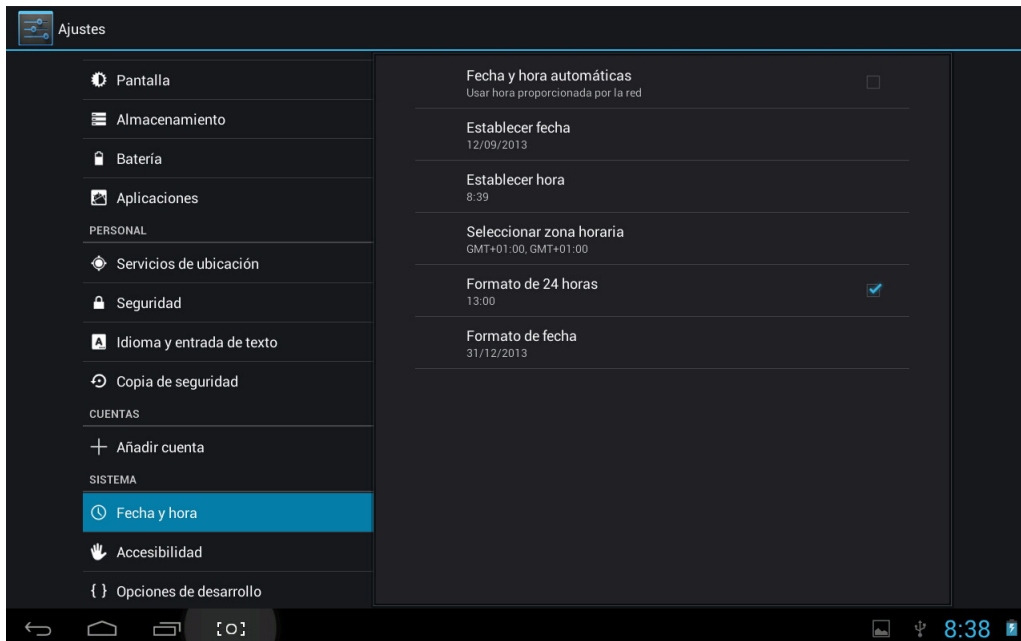 Ajustes
Pantalla
Almacenamiento
Batería
Aplicaciones
PERSONAL
Servicios de ubicación
Seguridad
Idioma y entrada de texto
Copia de seguridad
CUENTAS
Añadir cuenta
SISTEMA
Fecha y hora
Accesibilidad
{ } Opciones de desarrollo
Fecha y hora automáticas
Usar hora proporcionada por la red
Establecer fecha
12/09/2013
Establecer hora
8:39
Seleccionar zona horaria
GMT+01:00, GMT+01:00
Formato de 24 horas
13:00
Formato de fecha
31/12/2013
8:38